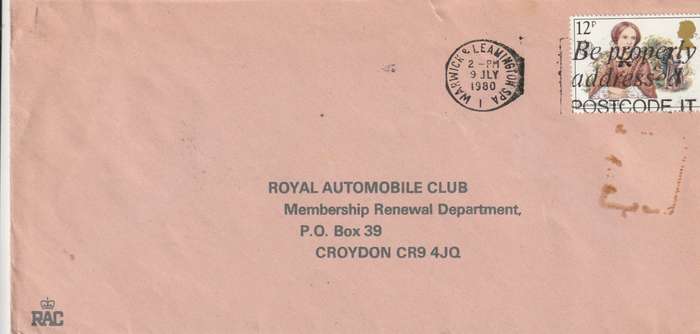 12P
WARWICK & LEAMINGTON SPA
2 - PM
9 JLY
1980
1
Be properly
addressed
POSTCODE IT
ROYAL AUTOMOBILE CLUB
Membership Renewal Department,
P.O. Box 39
CROYDON CR9 4JQ
RAC